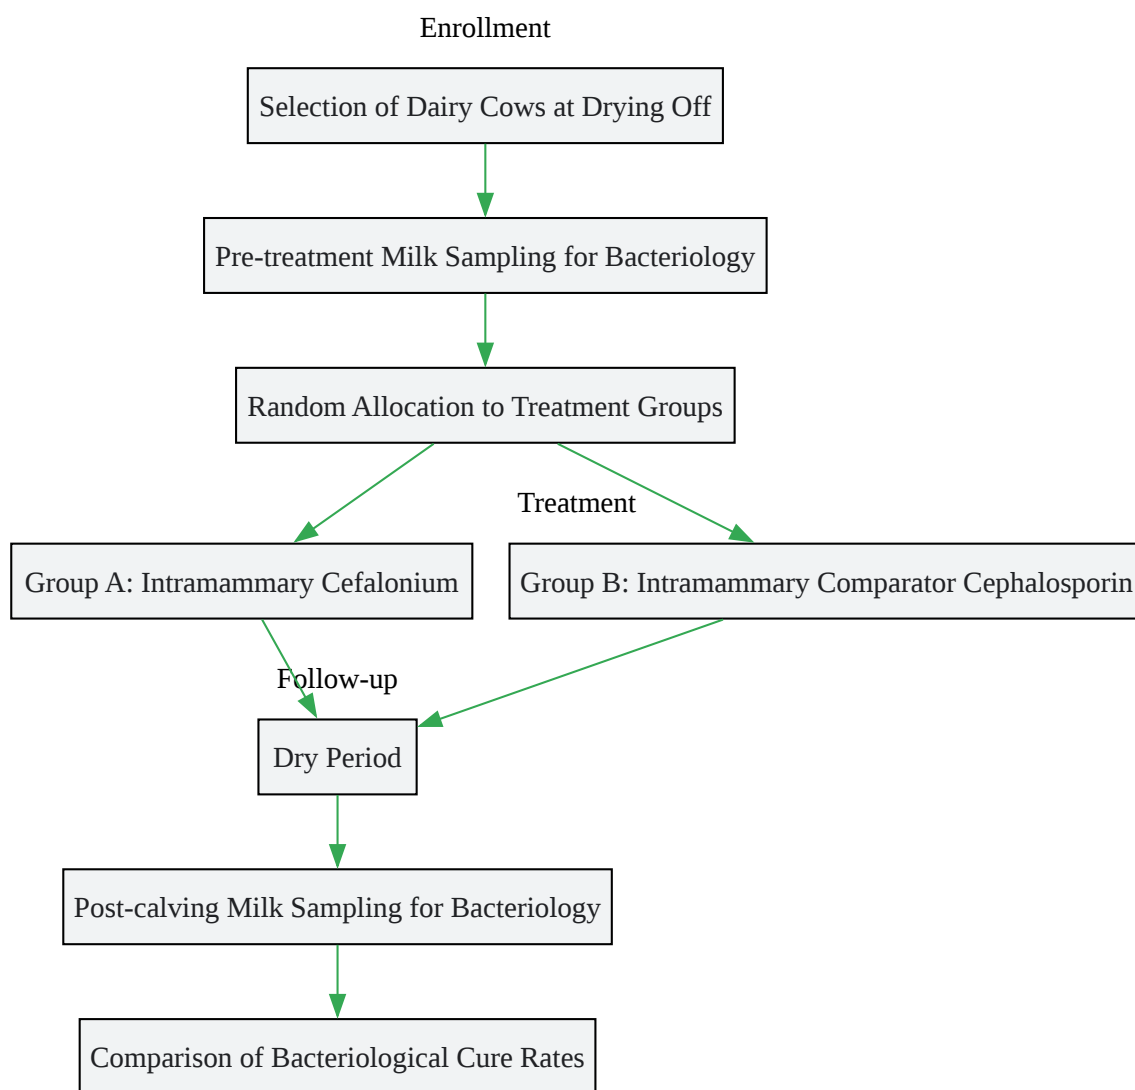 Enrollment
Selection of Dairy Cows at Drying Off
Pre-treatment Milk Sampling for Bacteriology
Random Allocation to Treatment Groups
Treatment
Group A: Intramammary Cefalonium
Group B: Intramammary Comparator Cephalosporin
Follow-up
Dry Period
Post-calving Milk Sampling for Bacteriology
Comparison of Bacteriological Cure Rates